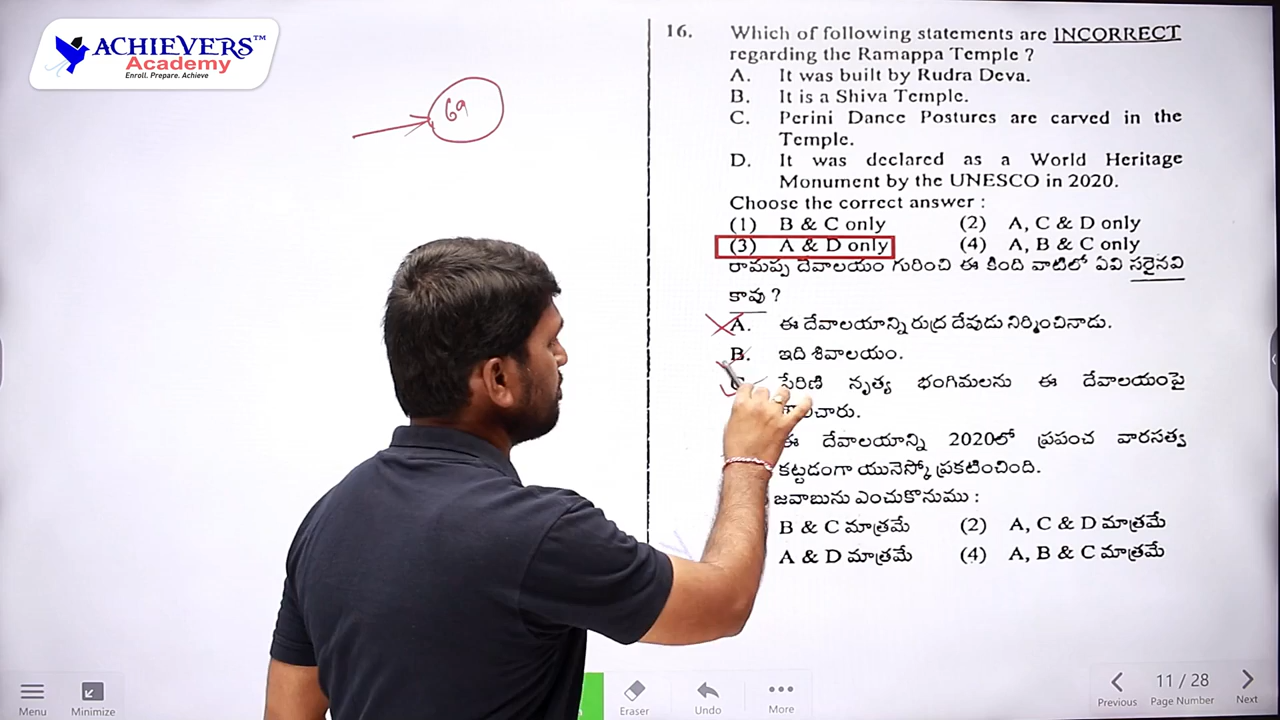 ACHIEVERS™
Academy
Enroll. Prepare. Achieve
69
16. Which of following statements are INCORRECT
regarding the Ramappa Temple ?
A. It was built by Rudra Deva.
B. It is a Shiva Temple.
C. Perini Dance Postures are carved in the
Temple.
D. It was declared as a World Heritage
Monument by the UNESCO in 2020.
Choose the correct answer :
(1) B & C only (2) A, C & D only
(3) A & D only (4) A, B & C only
రామప్ప దేవాలయం గురించి ఈ కింది వాటిలో ఏవి సరైనవి
కావు ?
A. ఈ దేవాలయాన్ని రుద్ర దేవుడు నిర్మించినాడు.
B. ఇది శివాలయం.
పేరిణి నృత్య భంగిమలను ఈ దేవాలయంపై
ఈ దేవాలయాన్ని 2020లో ప్రపంచ వారసత్వ
కట్టడంగా యునెస్కో ప్రకటించింది.
జవాబును ఎంచుకొనుము :
B & C మాత్రమే (2) A, C & D మాత్రమే
A & D మాత్రమే (4) A, B & C మాత్రమే
Menu Minimize Eraser Undo More Previous 11 / 28 Page Number Next